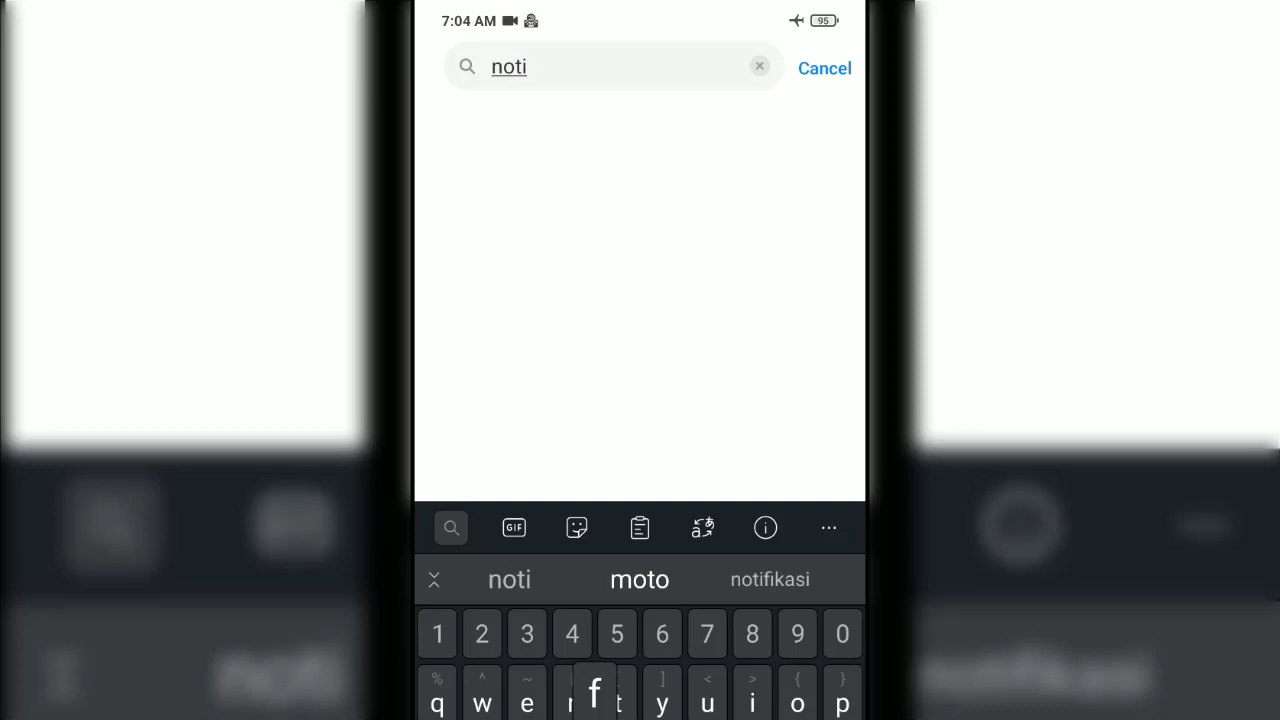 7:04 AM 95
noti Cancel
GIF
noti moto notifikasi
1 2 3 4 5 6 7 8 9 0
% ^ ~ ] < > { }
q w e r f t y u i o p